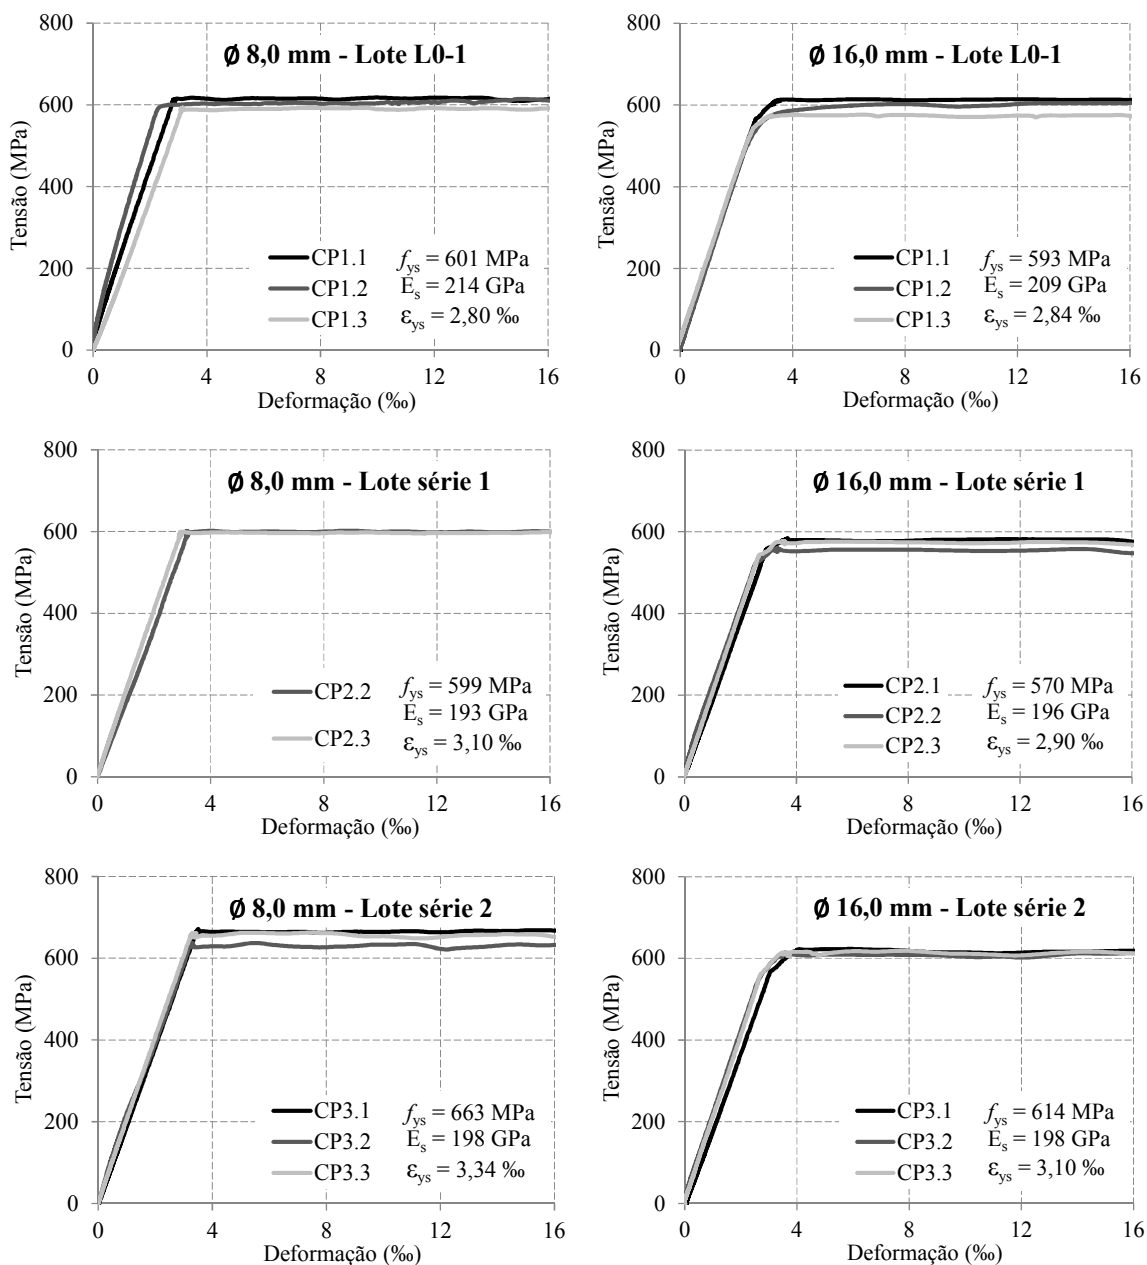 Ø 8,0 mm - Lote L0-1
Tensão (MPa)
800
600
400
200
0
CP1.1
CP1.2
CP1.3
fys = 601 MPa
Es = 214 GPa
εys = 2,80 ‰
0 4 8 12 16
Deformação (‰)
Ø 16,0 mm - Lote L0-1
Tensão (MPa)
800
600
400
200
0
CP1.1
CP1.2
CP1.3
fys = 593 MPa
Es = 209 GPa
εys = 2,84 ‰
0 4 8 12 16
Deformação (‰)
Ø 8,0 mm - Lote série 1
Tensão (MPa)
800
600
400
200
0
CP2.2
CP2.3
fys = 599 MPa
Es = 193 GPa
εys = 3,10 ‰
0 4 8 12 16
Deformação (‰)
Ø 16,0 mm - Lote série 1
Tensão (MPa)
800
600
400
200
0
CP2.1
CP2.2
CP2.3
fys = 570 MPa
Es = 196 GPa
εys = 2,90 ‰
0 4 8 12 16
Deformação (‰)
Ø 8,0 mm - Lote série 2
Tensão (MPa)
800
600
400
200
0
CP3.1
CP3.2
CP3.3
fys = 663 MPa
Es = 198 GPa
εys = 3,34 ‰
0 4 8 12 16
Deformação (‰)
Ø 16,0 mm - Lote série 2
Tensão (MPa)
800
600
400
200
0
CP3.1
CP3.2
CP3.3
fys = 614 MPa
Es = 198 GPa
εys = 3,10 ‰
0 4 8 12 16
Deformação (‰)